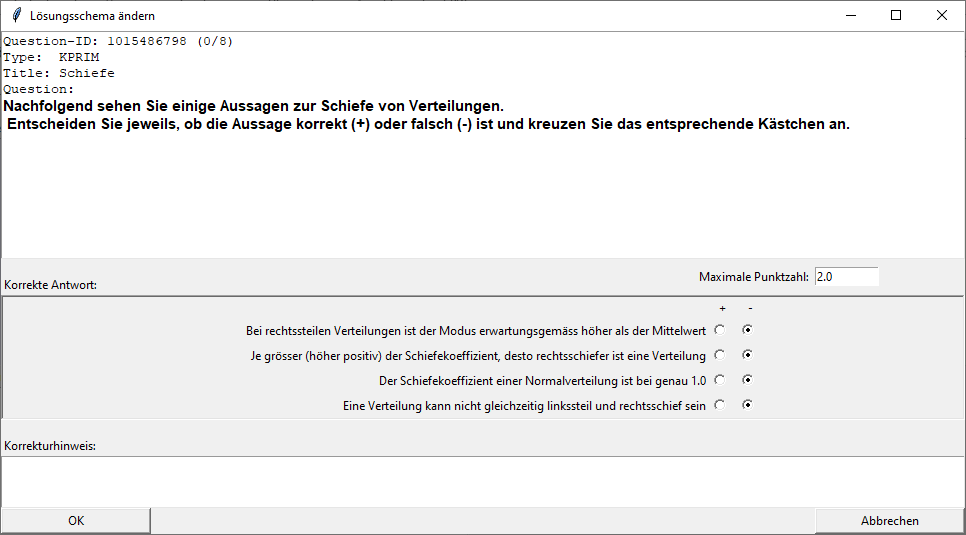 Lösungsschema ändern
Question-ID: 1015486798 (0/8)
Type:  KPRIM
Title: Schiefe
Question:
Nachfolgend sehen Sie einige Aussagen zur Schiefe von Verteilungen.
Entscheiden Sie jeweils, ob die Aussage korrekt (+) oder falsch (-) ist und kreuzen Sie das entsprechende Kästchen an.
Maximale Punktzahl: 2.0
Korrekte Antwort:
+ -
Bei rechtssteilen Verteilungen ist der Modus erwartungsgemäss höher als der Mittelwert
Je grösser (höher positiv) der Schiefekoeffizient, desto rechtsschiefer ist eine Verteilung
Der Schiefekoeffizient einer Normalverteilung ist bei genau 1.0
Eine Verteilung kann nicht gleichzeitig linkssteil und rechtsschief sein
Korrekturhinweis:
OK Abbrechen